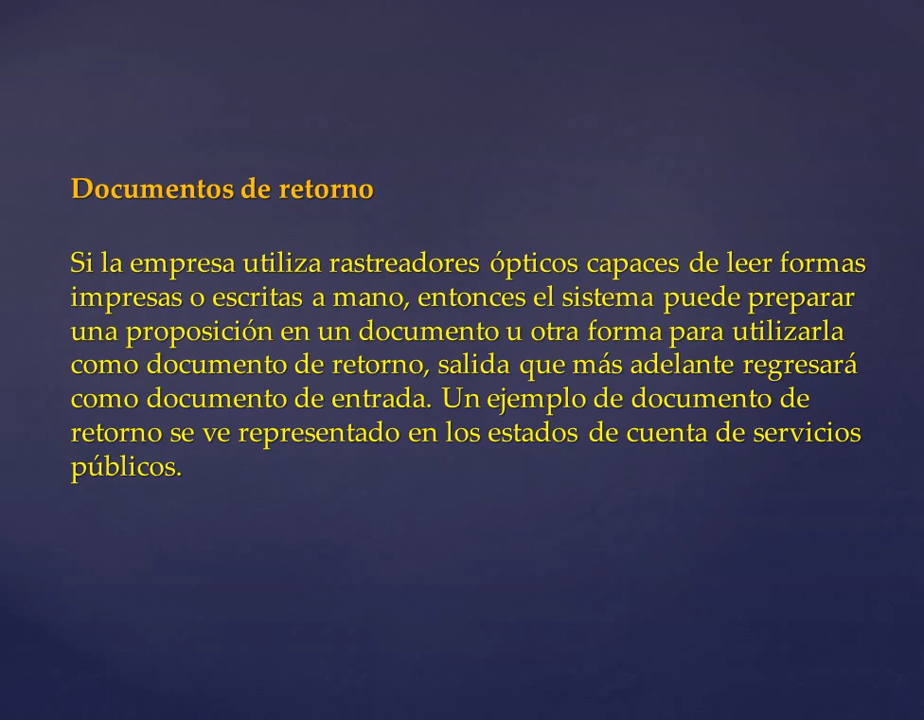 Documentos de retorno
Si la empresa utiliza rastreadores ópticos capaces de leer formas
impresas o escritas a mano, entonces el sistema puede preparar
una proposición en un documento u otra forma para utilizarla
como documento de retorno, salida que más adelante regresará
como documento de entrada. Un ejemplo de documento de
retorno se ve representado en los estados de cuenta de servicios
públicos.